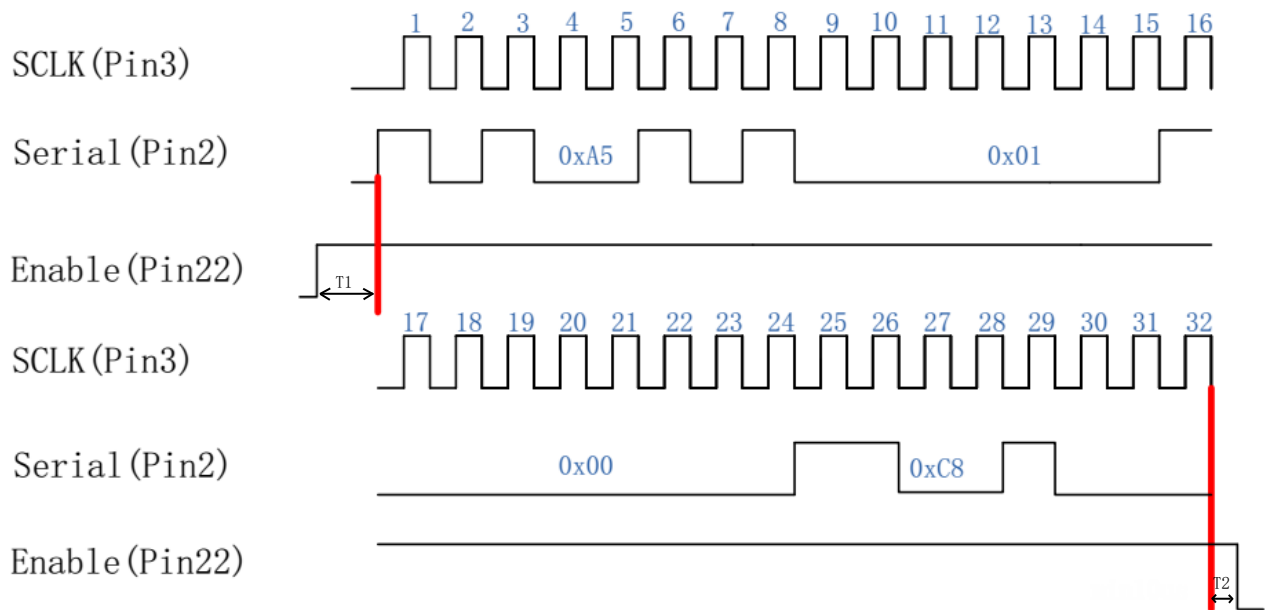 1 2 3 4 5 6 7 8 9 10 11 12 13 14 15 16
SCLK(Pin3)
Serial(Pin2) 0xA5 0x01
Enable(Pin22) T1
17 18 19 20 21 22 23 24 25 26 27 28 29 30 31 32
SCLK(Pin3)
Serial(Pin2) 0x00 0xC8
Enable(Pin22) T2